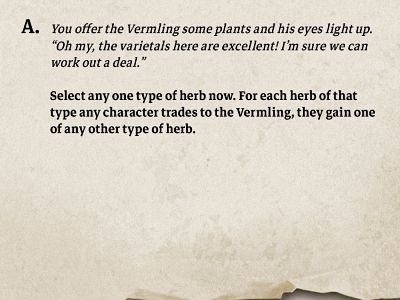 A. You offer the Vermling some plants and his eyes light up.
“Oh my, the varietals here are excellent! I’m sure we can
work out a deal.”
Select any one type of herb now. For each herb of that
type any character trades to the Vermling, they gain one
of any other type of herb.